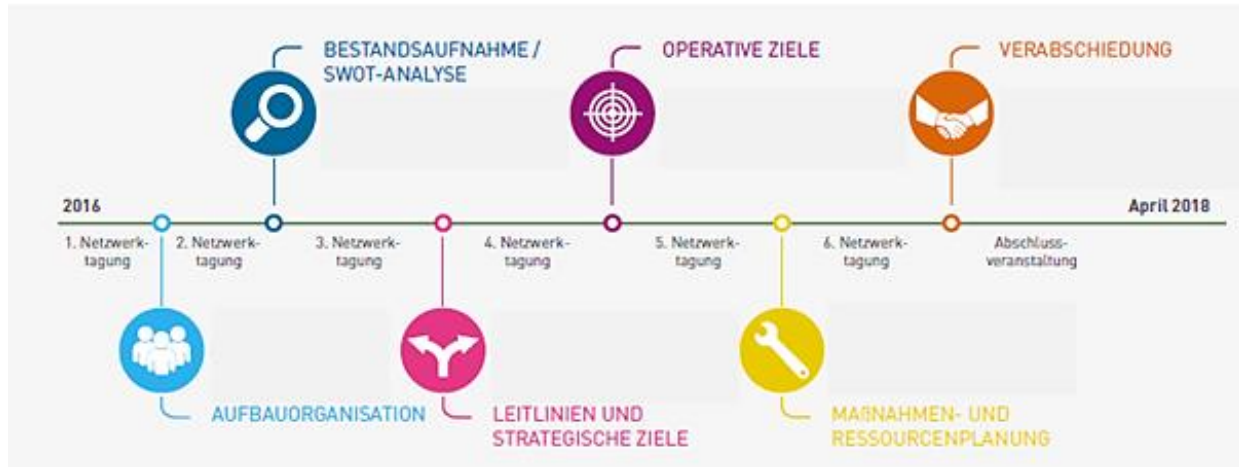 BESTANDSAUFNAHME /
SWOT-ANALYSE
OPERATIVE ZIELE
VERABSCHIEDUNG
2016
April 2018
1. Netzwerk-
tagung
2. Netzwerk-
tagung
3. Netzwerk-
tagung
4. Netzwerk-
tagung
5. Netzwerk-
tagung
6. Netzwerk-
tagung
Abschluss-
veranstaltung
AUFBAUORGANISATION
LEITLINIEN UND
STRATEGISCHE ZIELE
MAßNAHMEN- UND
RESSOURCENPLANUNG